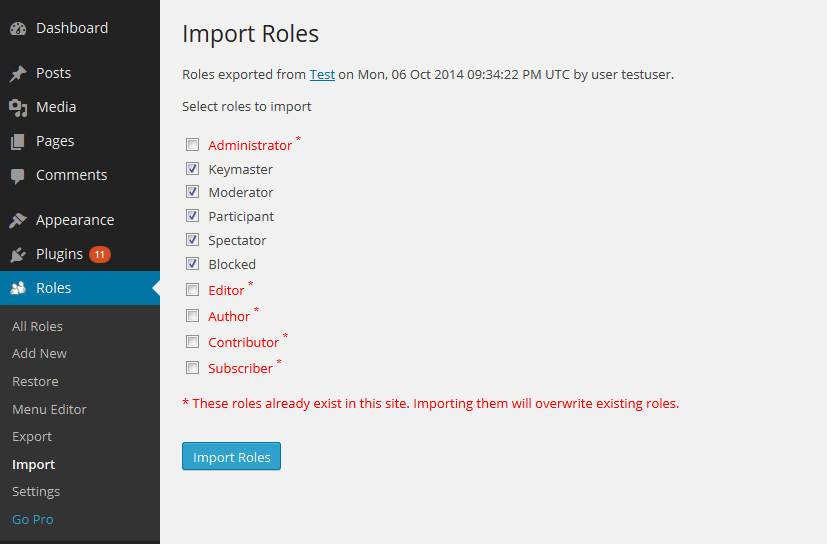 Dashboard
Posts
Media
Pages
Comments
Appearance
Plugins 11
Roles
All Roles
Add New
Restore
Menu Editor
Export
Import
Settings
Go Pro
Import Roles
Roles exported from Test on Mon, 06 Oct 2014 09:34:22 PM UTC by user testuser.
Select roles to import
Administrator *
Keymaster
Moderator
Participant
Spectator
Blocked
Editor *
Author *
Contributor *
Subscriber *
* These roles already exist in this site. Importing them will overwrite existing roles.
Import Roles